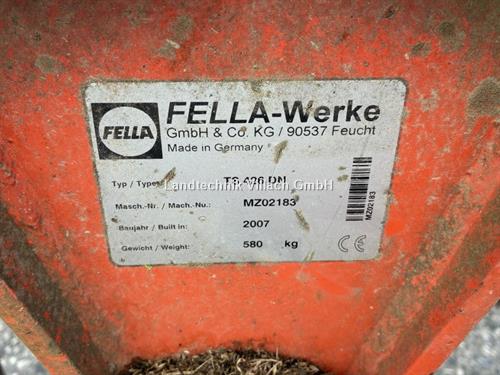 FELLA
FELLA-Werke
GmbH & Co. KG / 90537 Feucht
Made in Germany
Typ / Type: TS 426 DN
Landtechnik Villach GmbH
Masch.-Nr. / Mach.-Nu.: MZ02183
Baujahr / Built in: 2007
Gewicht / Weight: 580 kg
CE
MZ02183